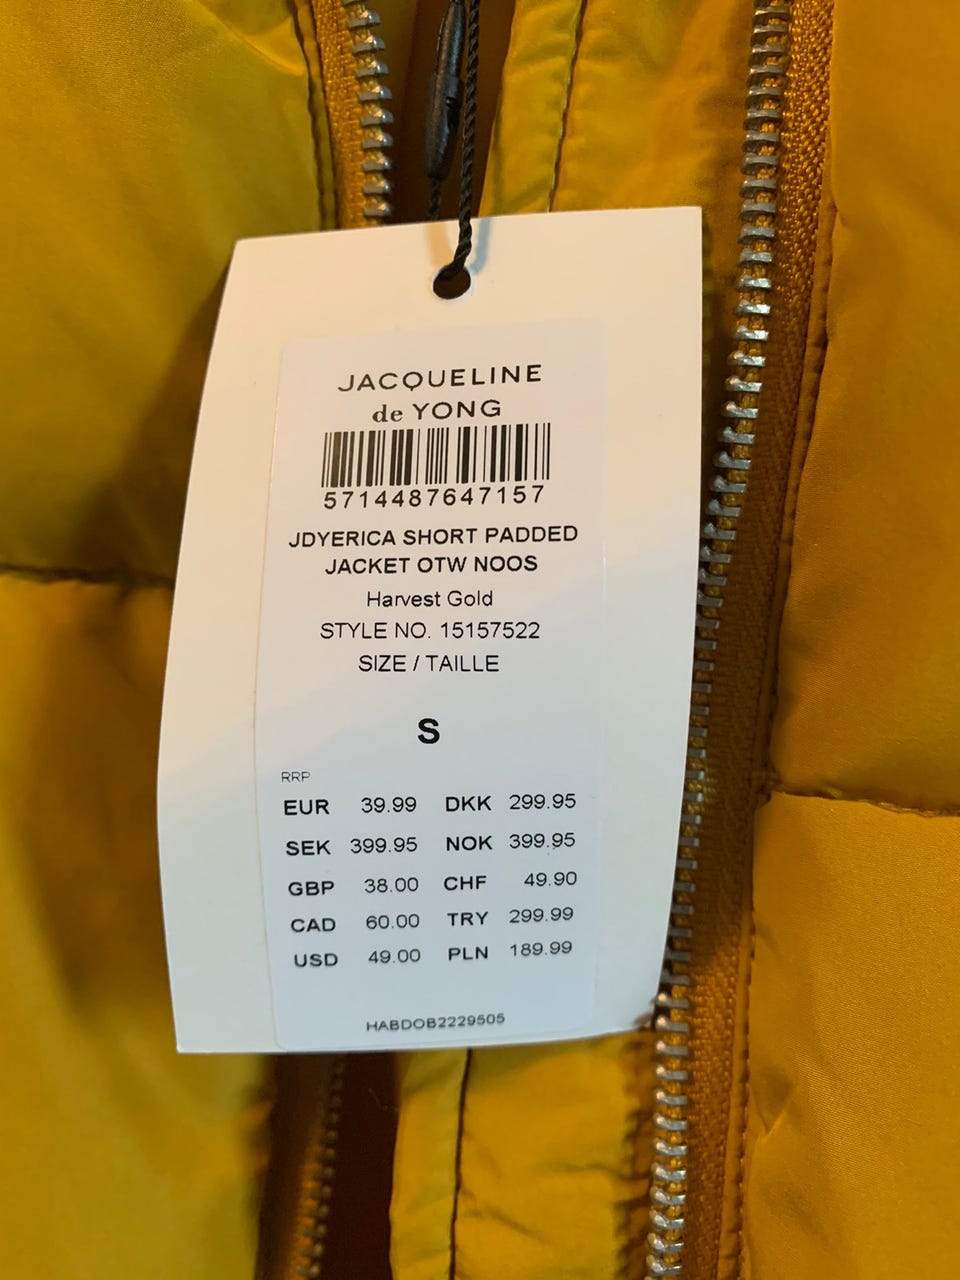 JACQUELINE
de YONG
5714487647157
JDYERICA SHORT PADDED
JACKET OTW NOOS
Harvest Gold
STYLE NO. 15157522
SIZE / TAILLE
S
RRP
EUR 39.99 DKK 299.95
SEK 399.95 NOK 399.95
GBP 38.00 CHF 49.90
CAD 60.00 TRY 299.99
USD 49.00 PLN 189.99
HABDOB2229505